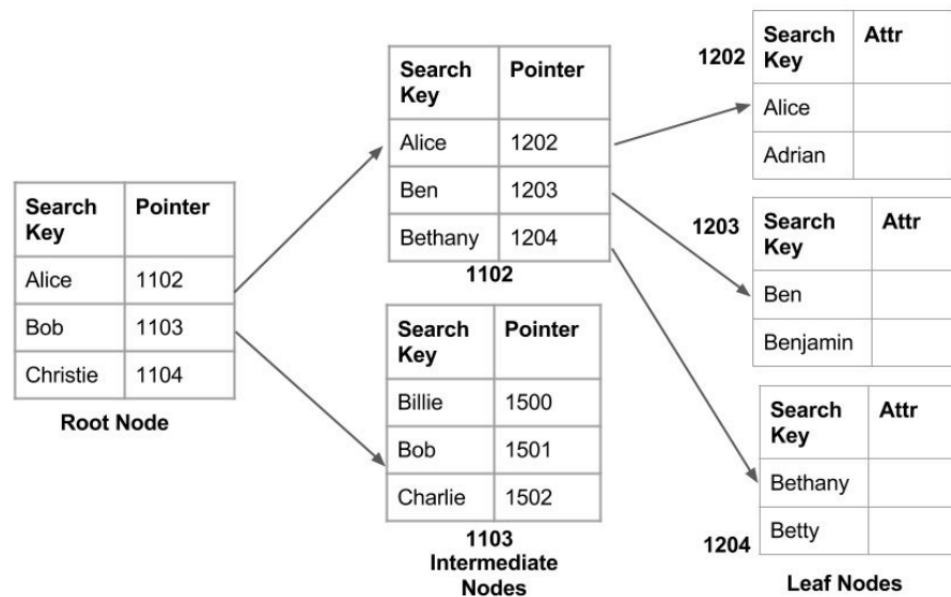 Search Key Pointer
Alice 1102
Bob 1103
Christie 1104
Root Node
Search Key Pointer
Alice 1202
Ben 1203
Bethany 1204
1102
Search Key Pointer
Billie 1500
Bob 1501
Charlie 1502
1103
Intermediate
Nodes
1202
Search Key Attr
Alice
Adrian
1203
Search Key Attr
Ben
Benjamin
Search Key Attr
Bethany
Betty
1204
Leaf Nodes